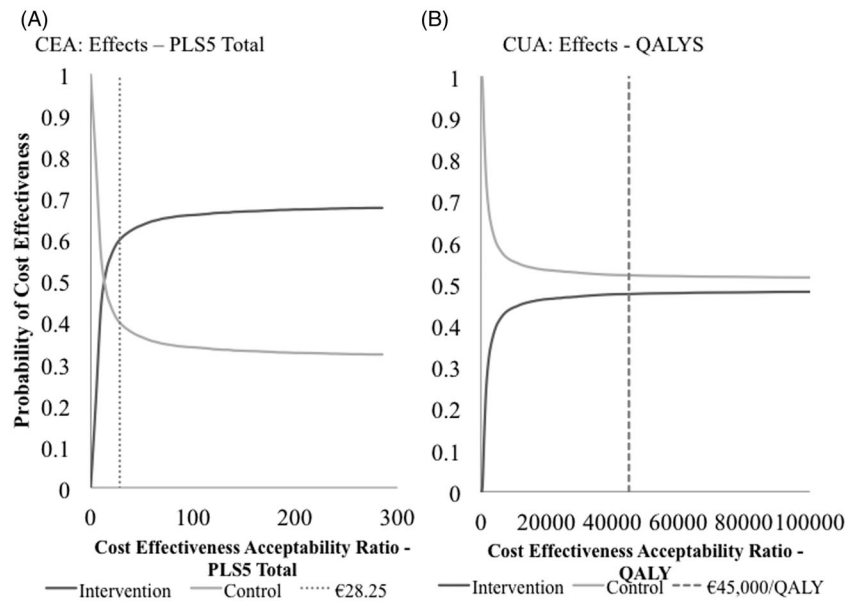 (A)
CEA: Effects – PLS5 Total
Probability of Cost Effectiveness
1
0.9
0.8
0.7
0.6
0.5
0.4
0.3
0.2
0.1
0
0 100 200 300
Cost Effectiveness Acceptability Ratio -
PLS5 Total
Intervention Control €28.25
(B)
CUA: Effects - QALYS
1
0.9
0.8
0.7
0.6
0.5
0.4
0.3
0.2
0.1
0
0 20000 40000 60000 80000 100000
Cost Effectiveness Acceptability Ratio -
QALY
Intervention Control €45,000/QALY